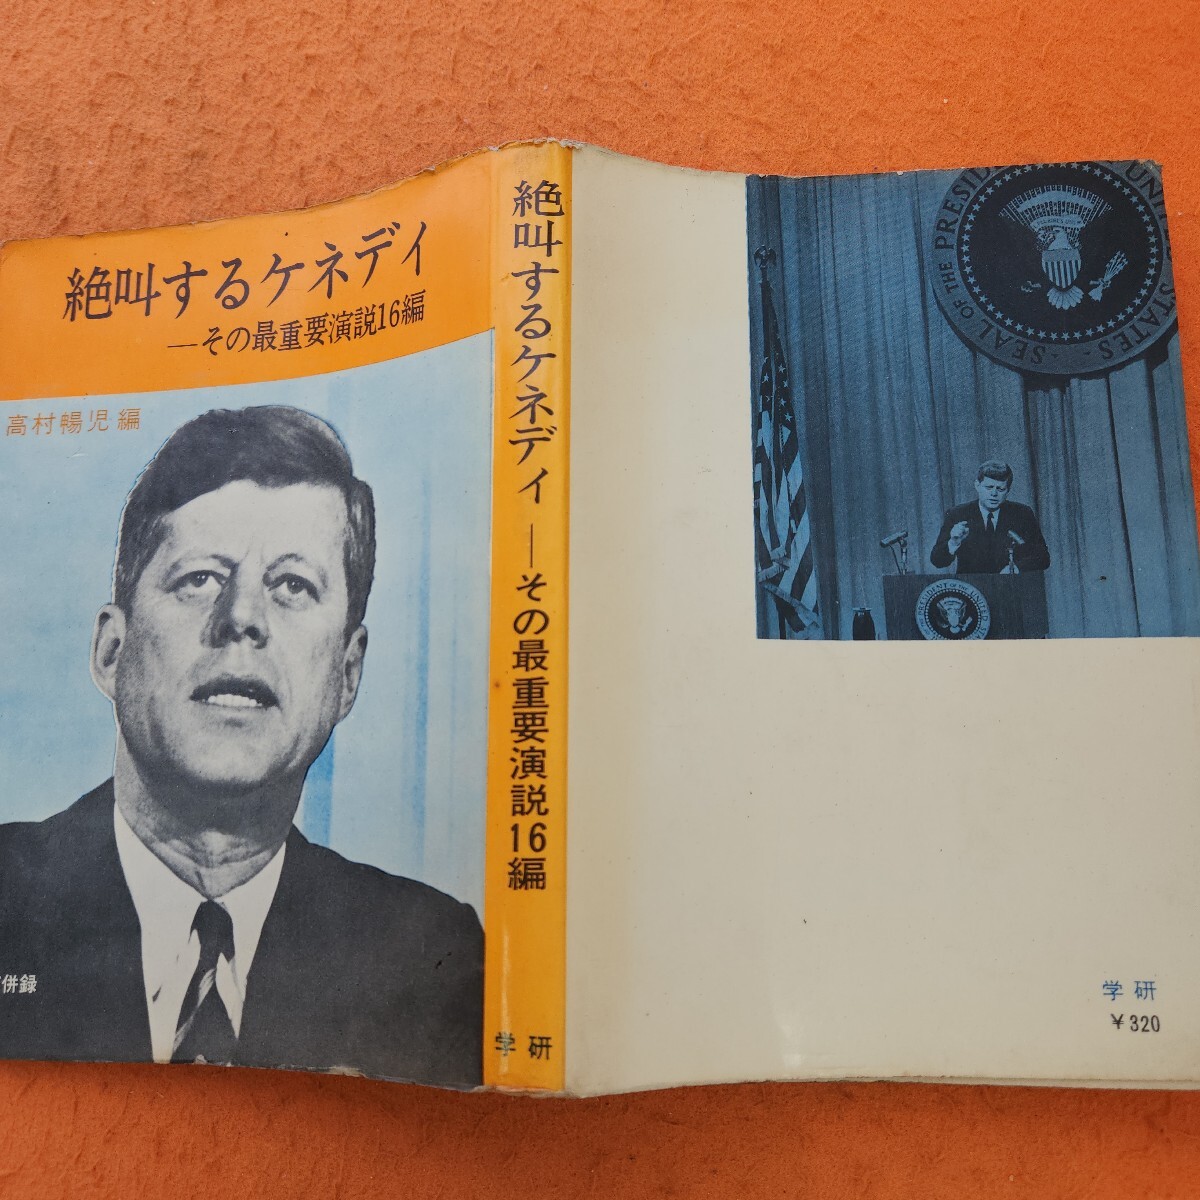 絶叫するケネディ
—その最重要演説16編
高村暢児編
併録
絶叫するケネディ—その最重要演説16編
学研
SEAL OF THE PRESIDENT UNITED STATES
PRESIDENT OF THE UNITED
学研
￥320